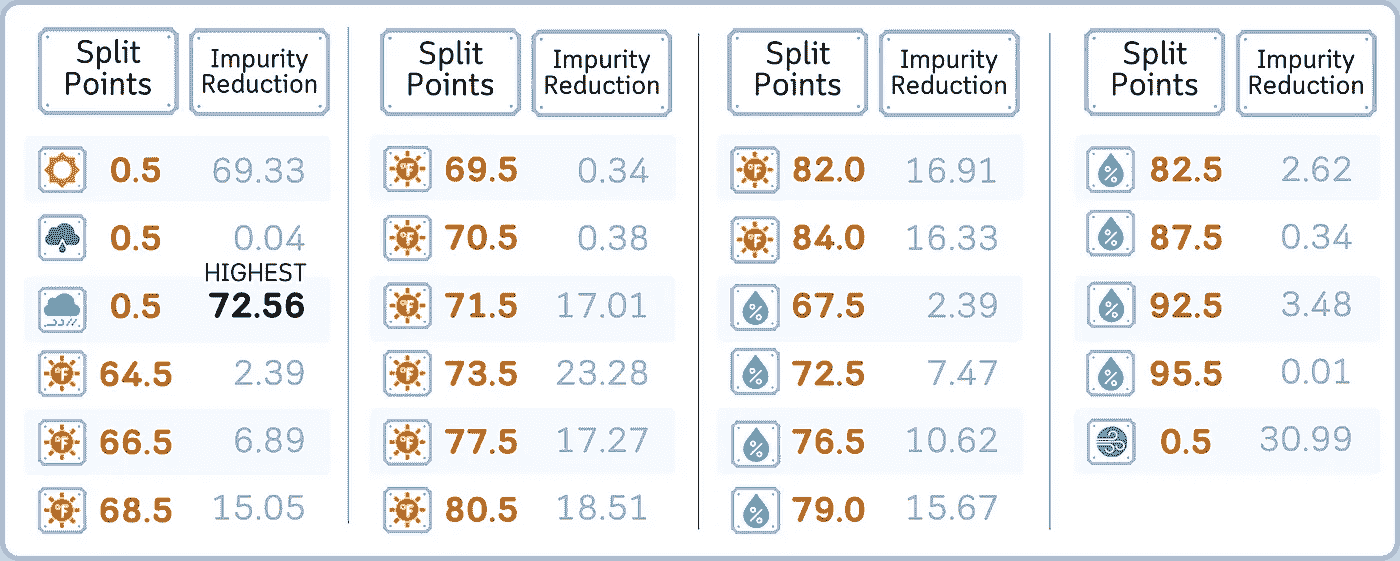 Split Points
Impurity Reduction
0.5 69.33
0.5 0.04
HIGHEST
0.5 72.56
°F 64.5 2.39
°F 66.5 6.89
°F 68.5 15.05
Split Points
Impurity Reduction
°F 69.5 0.34
°F 70.5 0.38
°F 71.5 17.01
°F 73.5 23.28
°F 77.5 17.27
°F 80.5 18.51
Split Points
Impurity Reduction
°F 82.0 16.91
°F 84.0 16.33
% 67.5 2.39
% 72.5 7.47
% 76.5 10.62
% 79.0 15.67
Split Points
Impurity Reduction
% 82.5 2.62
% 87.5 0.34
% 92.5 3.48
% 95.5 0.01
0.5 30.99